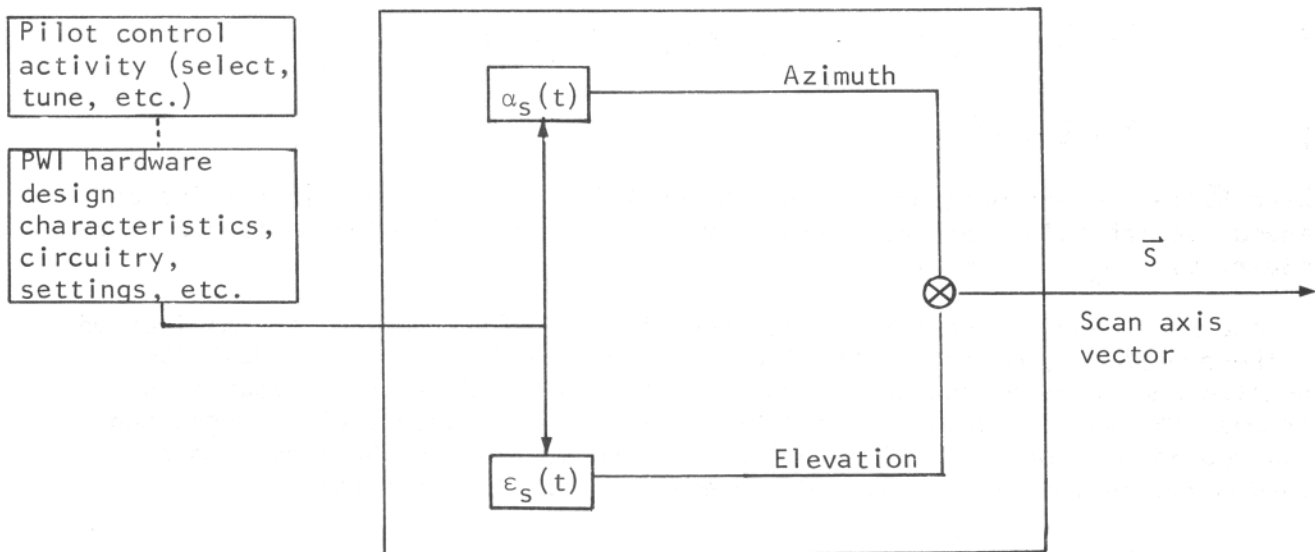 Pilot control
activity (select,
tune, etc.)
PWI hardware
design
characteristics,
circuitry,
settings, etc.
αs(t)
Azimuth
S
Scan axis
vector
Elevation
εs(t)